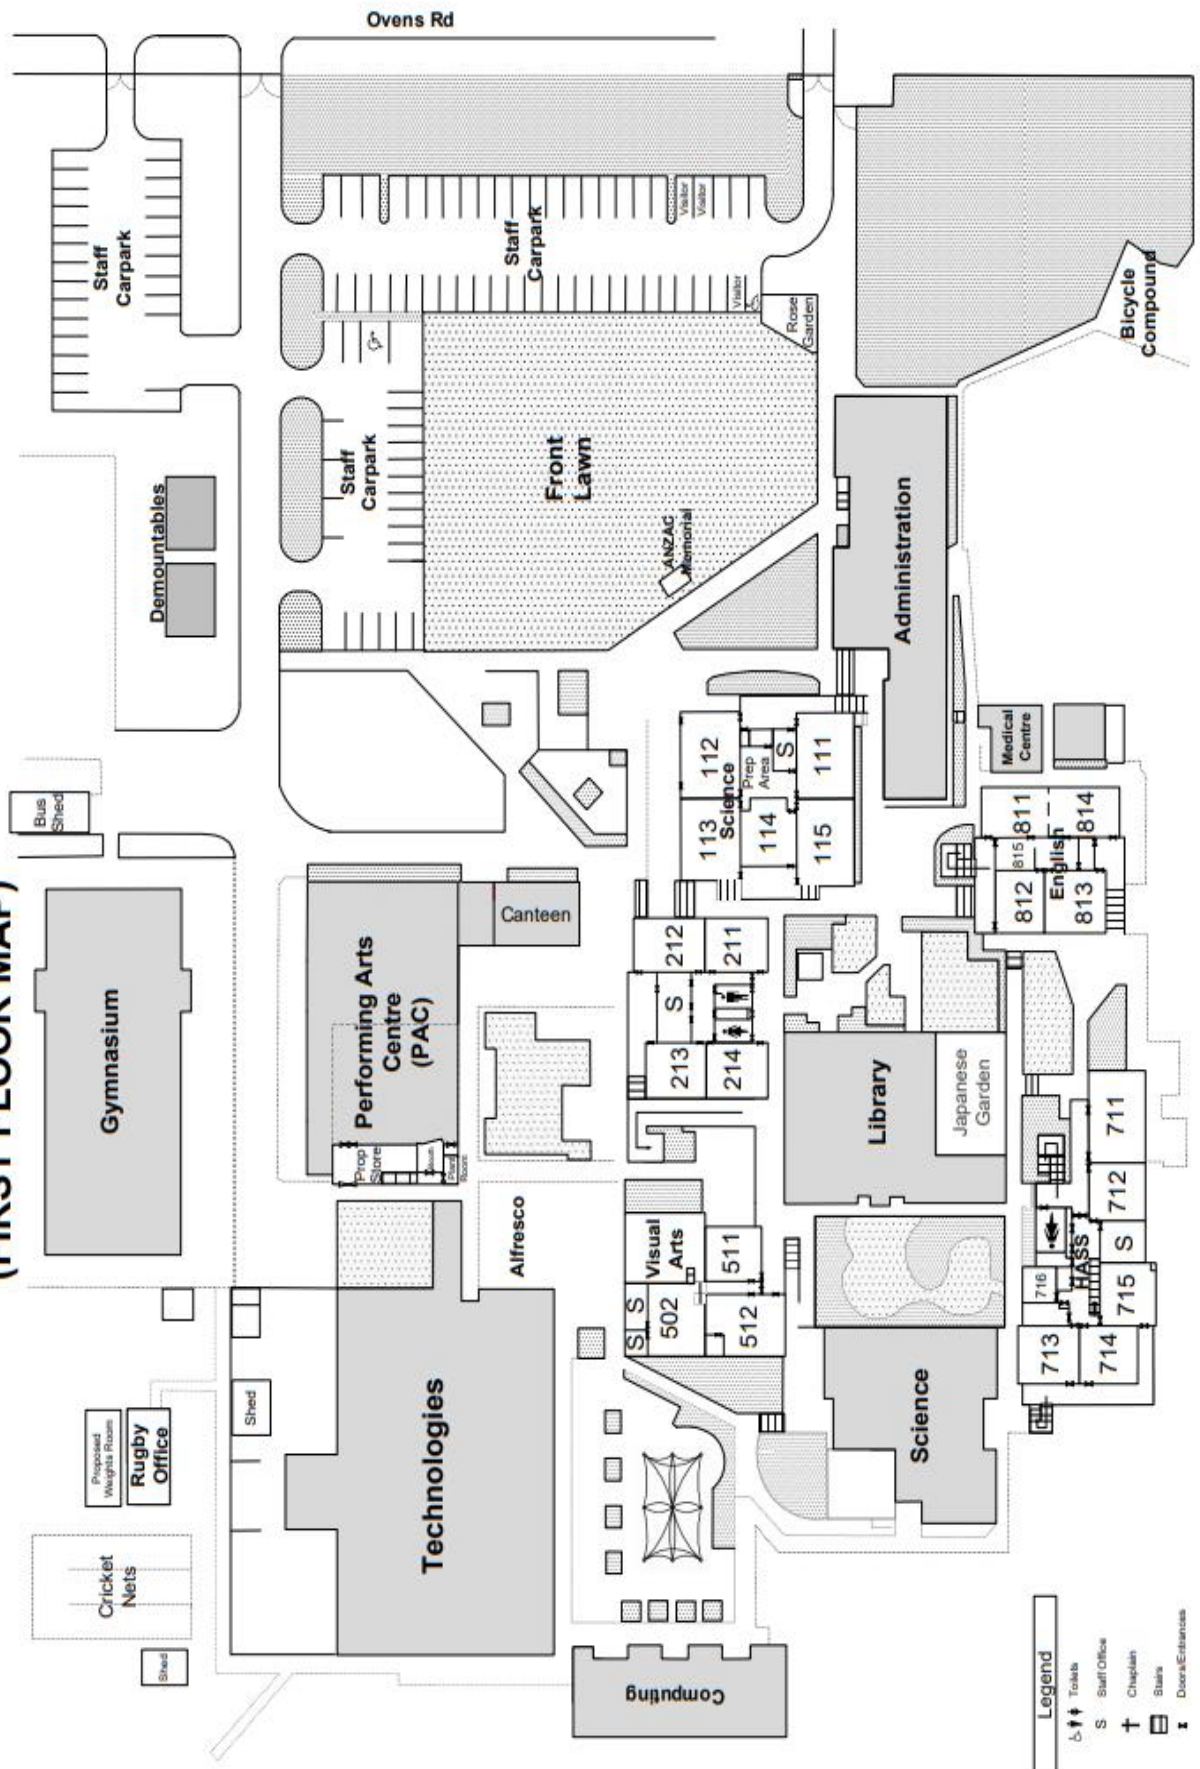 (FIRST FLOOR MAP)
Ovens Rd
Staff
Carpark
Staff
Carpark
Visitor
Visitor
Visitor
Rose
Garden
Bicycle
Compound
Staff
Carpark
Front
Lawn
ANZAC
Memorial
Demountables
Administration
Bus
Shed
112
Science
Prep
Area
S
111
113
114
115
Medical
Centre
811
814
815
English
812
813
Gymnasium
Performing Arts
Centre
(PAC)
Canteen
212
211
S
213
214
Library
Japanese
Garden
Prop
Store
Plant
Room
Alfresco
Visual
Arts
511
S
S
S
502
512
711
712
S
HASS
716
715
713
714
Science
Shed
Proposed
Weights Room
Rugby
Office
Technologies
Cricket
Nets
Shed
Computing
Legend
Toilets
S Staff Office
Chaplain
Stairs
Doors/Entrances